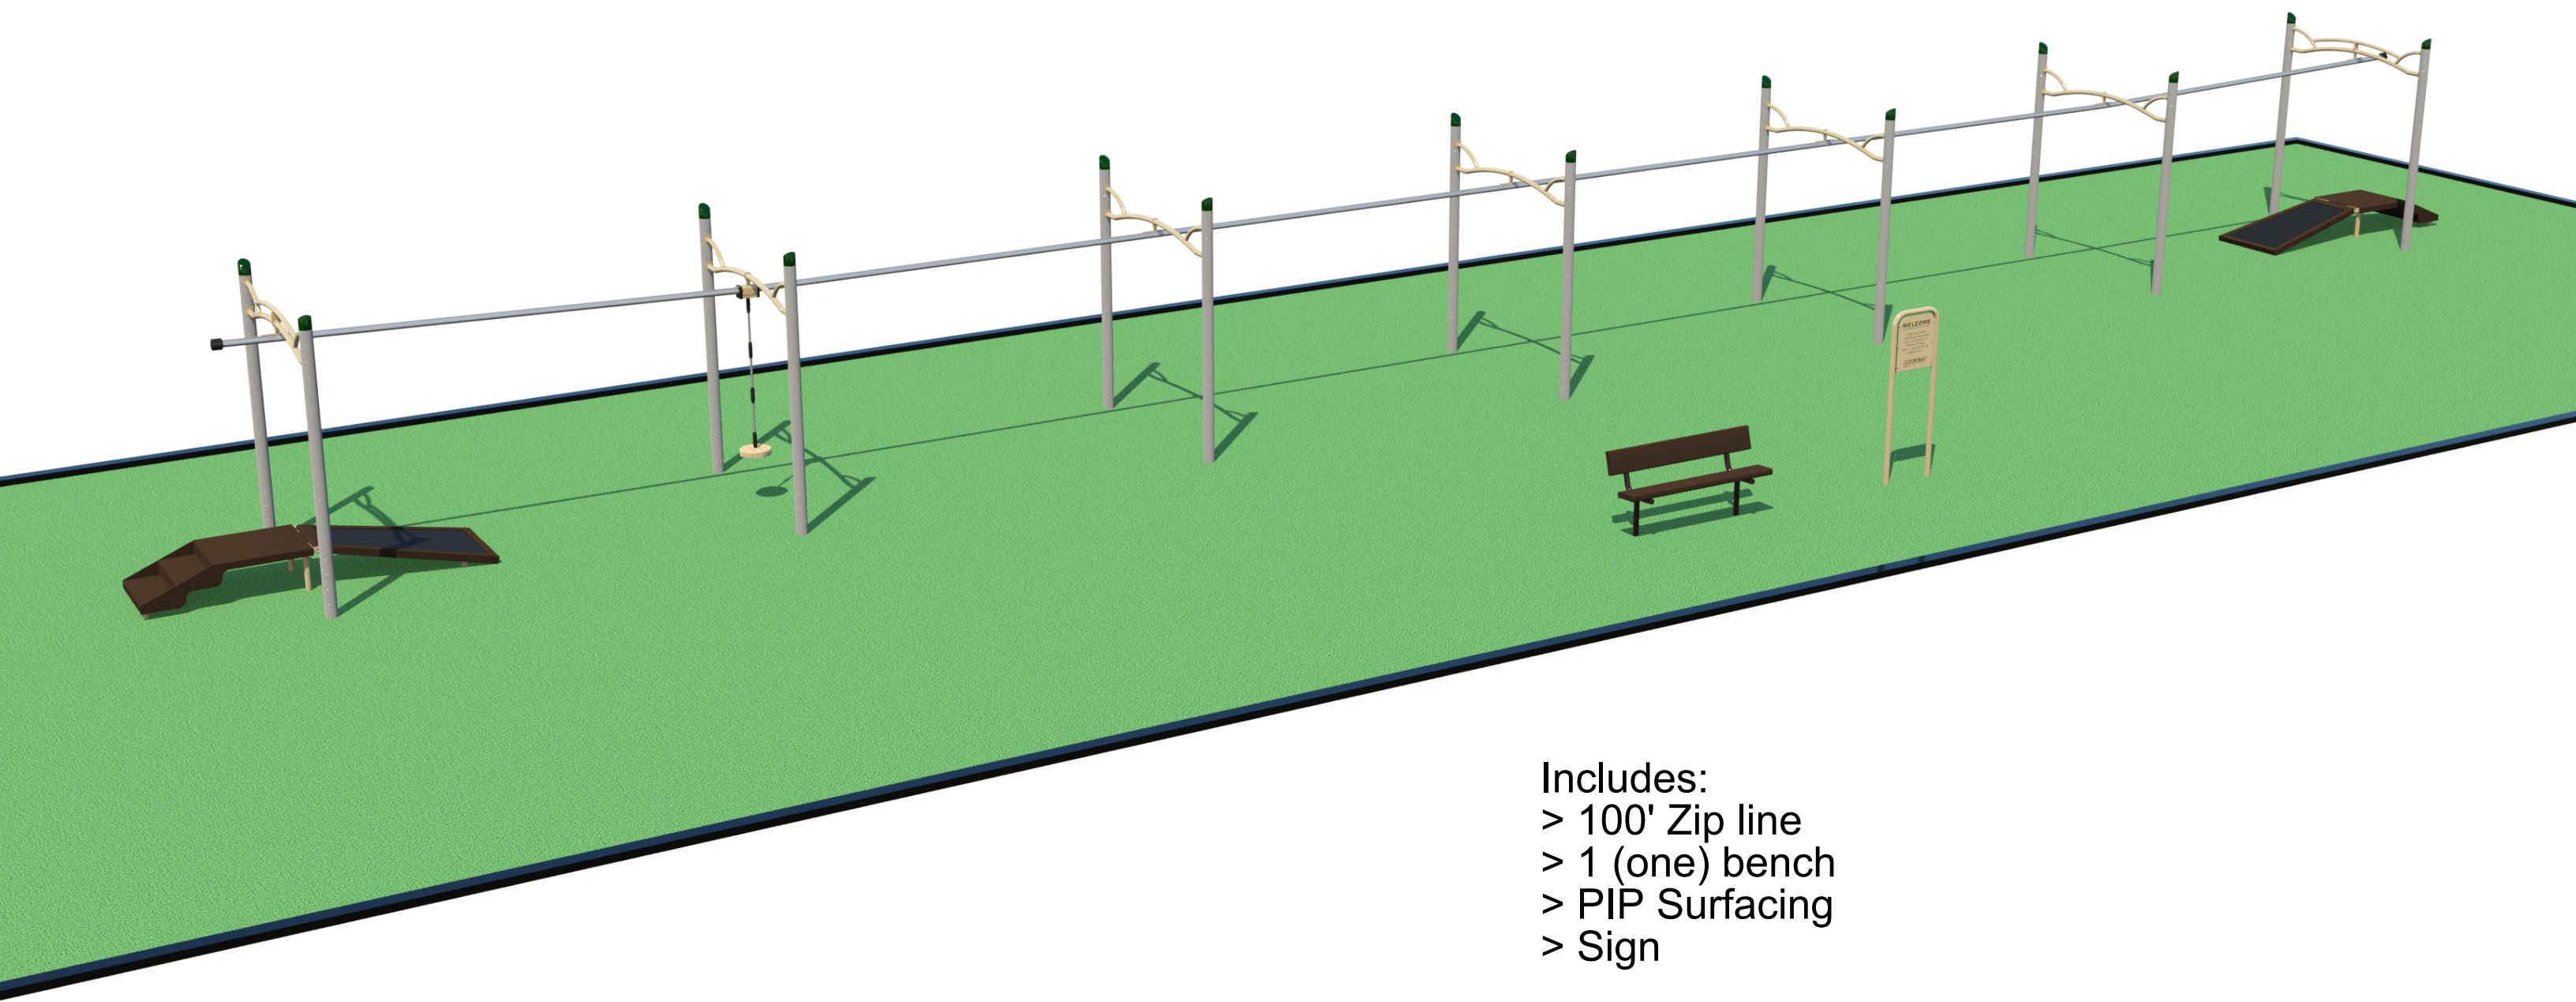 WELCOME
Includes:
> 100' Zip line
> 1 (one) bench
> PIP Surfacing
> Sign